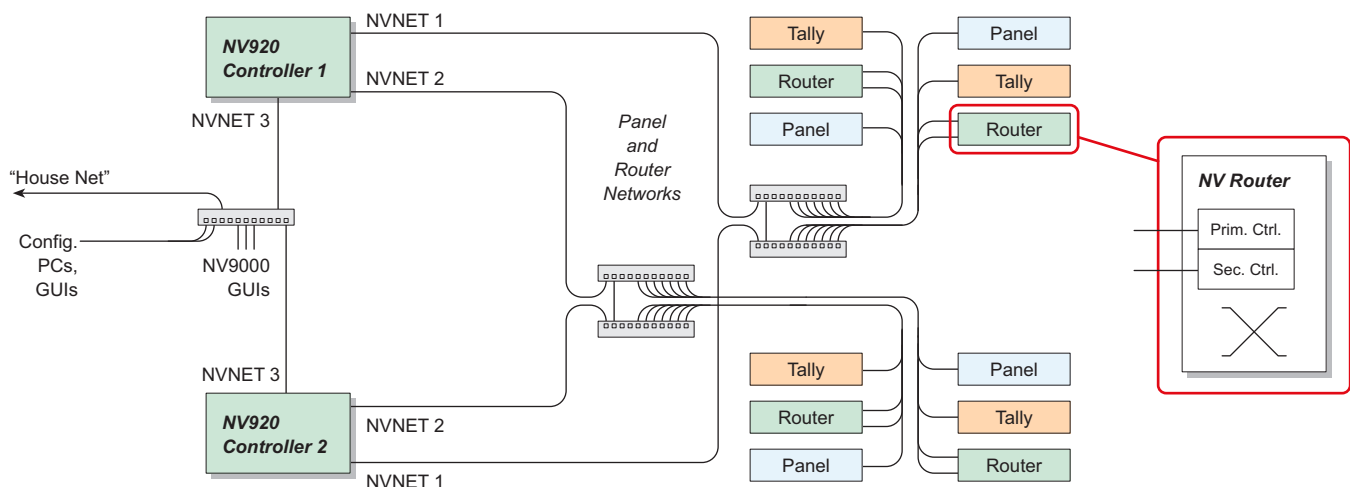 NV920
Controller 1
NVNET 1
NVNET 2
NVNET 3
"House Net"
Config.
PCs,
GUIs
NV9000
GUIs
NVNET 3
NV920
Controller 2
NVNET 2
NVNET 1
Panel
and
Router
Networks
Tally
Router
Panel
Panel
Tally
Router
Tally
Router
Panel
Panel
Tally
Router
NV Router
Prim. Ctrl.
Sec. Ctrl.